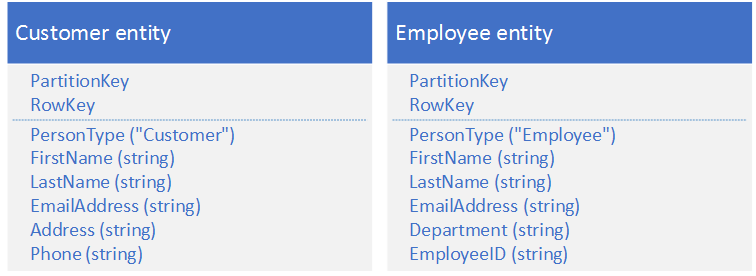 Customer entity
PartitionKey
RowKey
PersonType ("Customer")
FirstName (string)
LastName (string)
EmailAddress (string)
Address (string)
Phone (string)
Employee entity
PartitionKey
RowKey
PersonType ("Employee")
FirstName (string)
LastName (string)
EmailAddress (string)
Department (string)
EmployeeID (string)